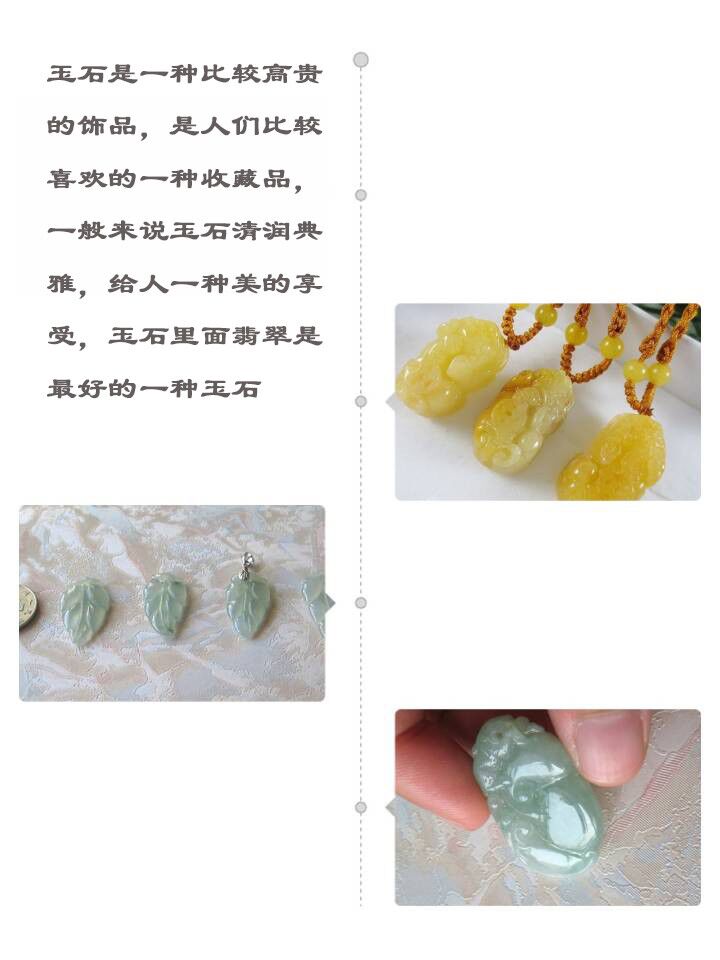 玉石是一种比较高贵
的饰品，是人们比较
喜欢的一种收藏品，
一般来说玉石清润典
雅，给人一种美的享
受，玉石里面翡翠是
最好的一种玉石